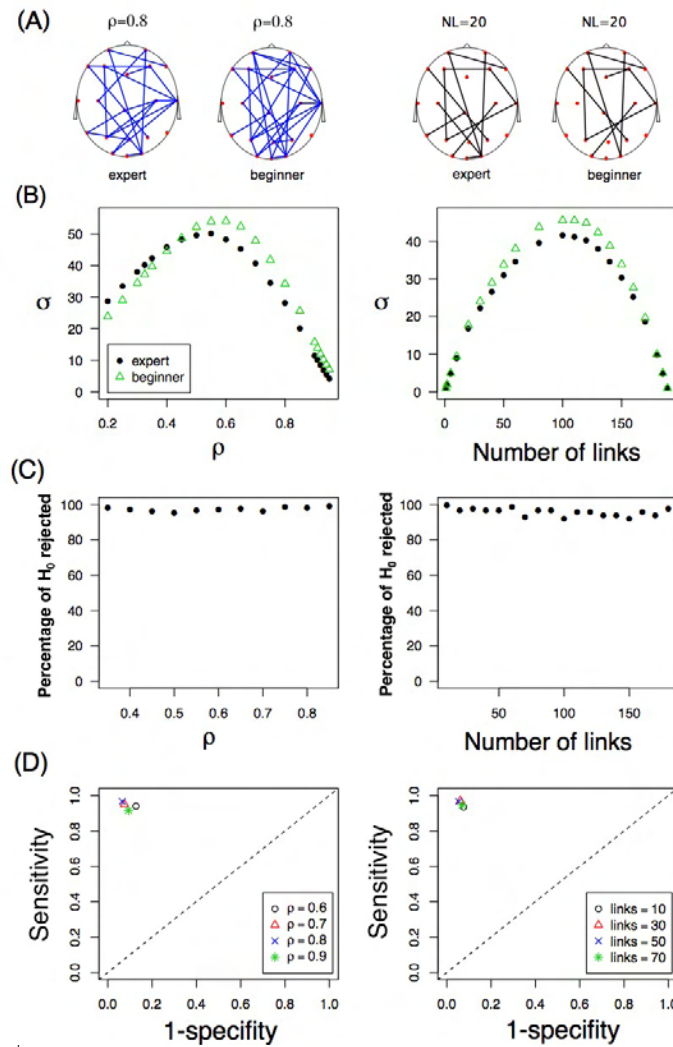 (A)
ρ=0.8 ρ=0.8 NL=20 NL=20
expert beginner expert beginner
(B)
σ
50
40
30
20
10
0
expert
beginner
0.2 0.4 0.6 0.8
ρ
σ
40
30
20
10
0
0 50 100 150
Number of links
(C)
Percentage of H0 rejected
100
80
60
40
20
0
0.4 0.5 0.6 0.7 0.8
ρ
Percentage of H0 rejected
100
80
60
40
20
0
50 100 150
Number of links
(D)
Sensitivity
1.0
0.8
0.6
0.4
0.2
0.0
ρ = 0.6
ρ = 0.7
ρ = 0.8
ρ = 0.9
0.0 0.2 0.4 0.6 0.8 1.0
1-specifity
Sensitivity
1.0
0.8
0.6
0.4
0.2
0.0
links = 10
links = 30
links = 50
links = 70
0.0 0.2 0.4 0.6 0.8 1.0
1-specifity